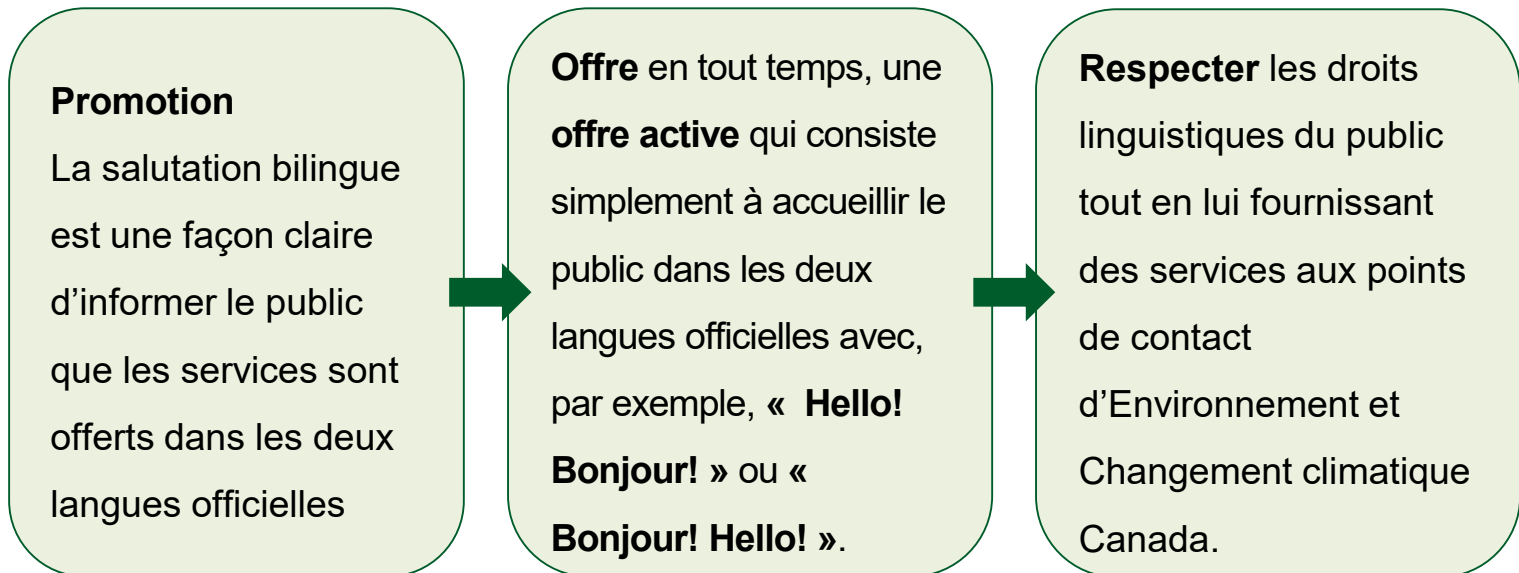 Promotion
La salutation bilingue
est une façon claire
d’informer le public
que les services sont
offerts dans les deux
langues officielles
Offre en tout temps, une
offre active qui consiste
simplement à accueillir le
public dans les deux
langues officielles avec,
par exemple, «  Hello!
Bonjour! » ou «
Bonjour! Hello! ».
Respecter les droits
linguistiques du public
tout en lui fournissant
des services aux points
de contact
d’Environnement et
Changement climatique
Canada.